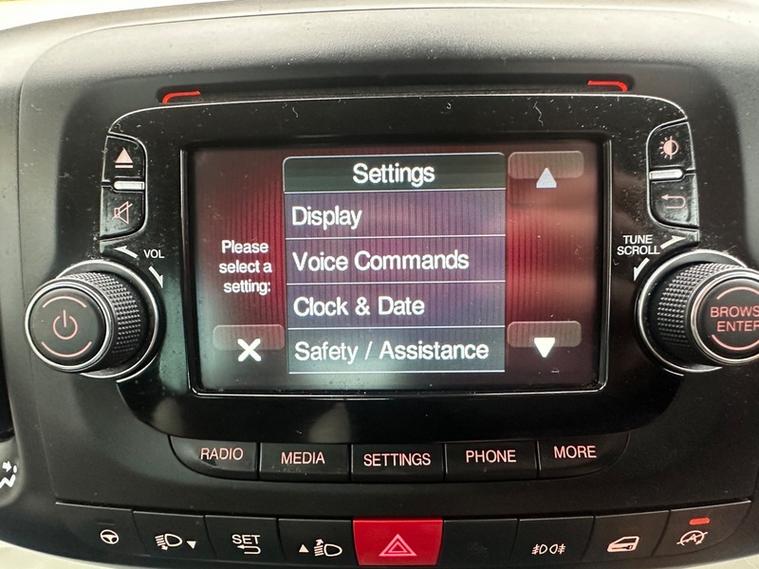 Settings
Display
Voice Commands
Clock & Date
Safety / Assistance
Please
select a
setting:
VOL
TUNE
SCROLL
BROWS
ENTER
RADIO
MEDIA
SETTINGS
PHONE
MORE
SET